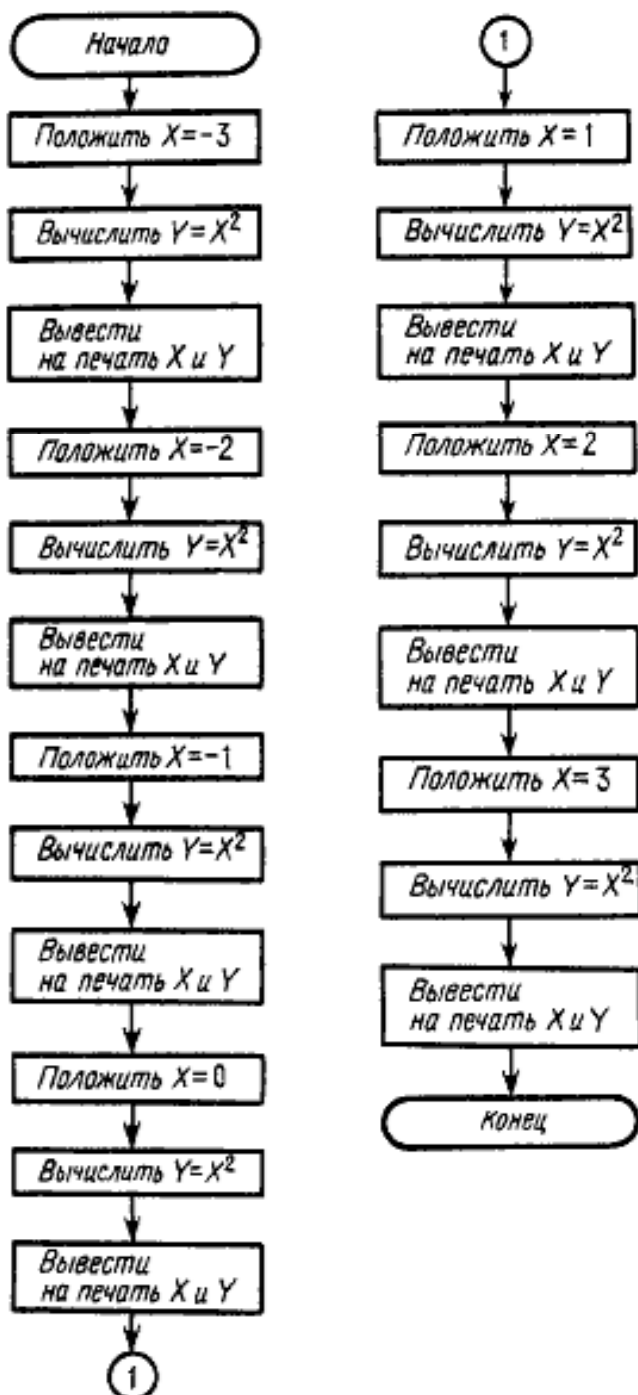 Начало
Положить X=-3
Вычислить Y=X²
Вывести
на печать X и Y
Положить X=-2
Вычислить Y=X²
Вывести
на печать X и Y
Положить X=-1
Вычислить Y=X²
Вывести
на печать X и Y
Положить X=0
Вычислить Y=X²
Вывести
на печать X и Y
1
1
Положить X=1
Вычислить Y=X²
Вывести
на печать X и Y
Положить X=2
Вычислить Y=X²
Вывести
на печать X и Y
Положить X=3
Вычислить Y=X²
Вывести
на печать X и Y
Конец